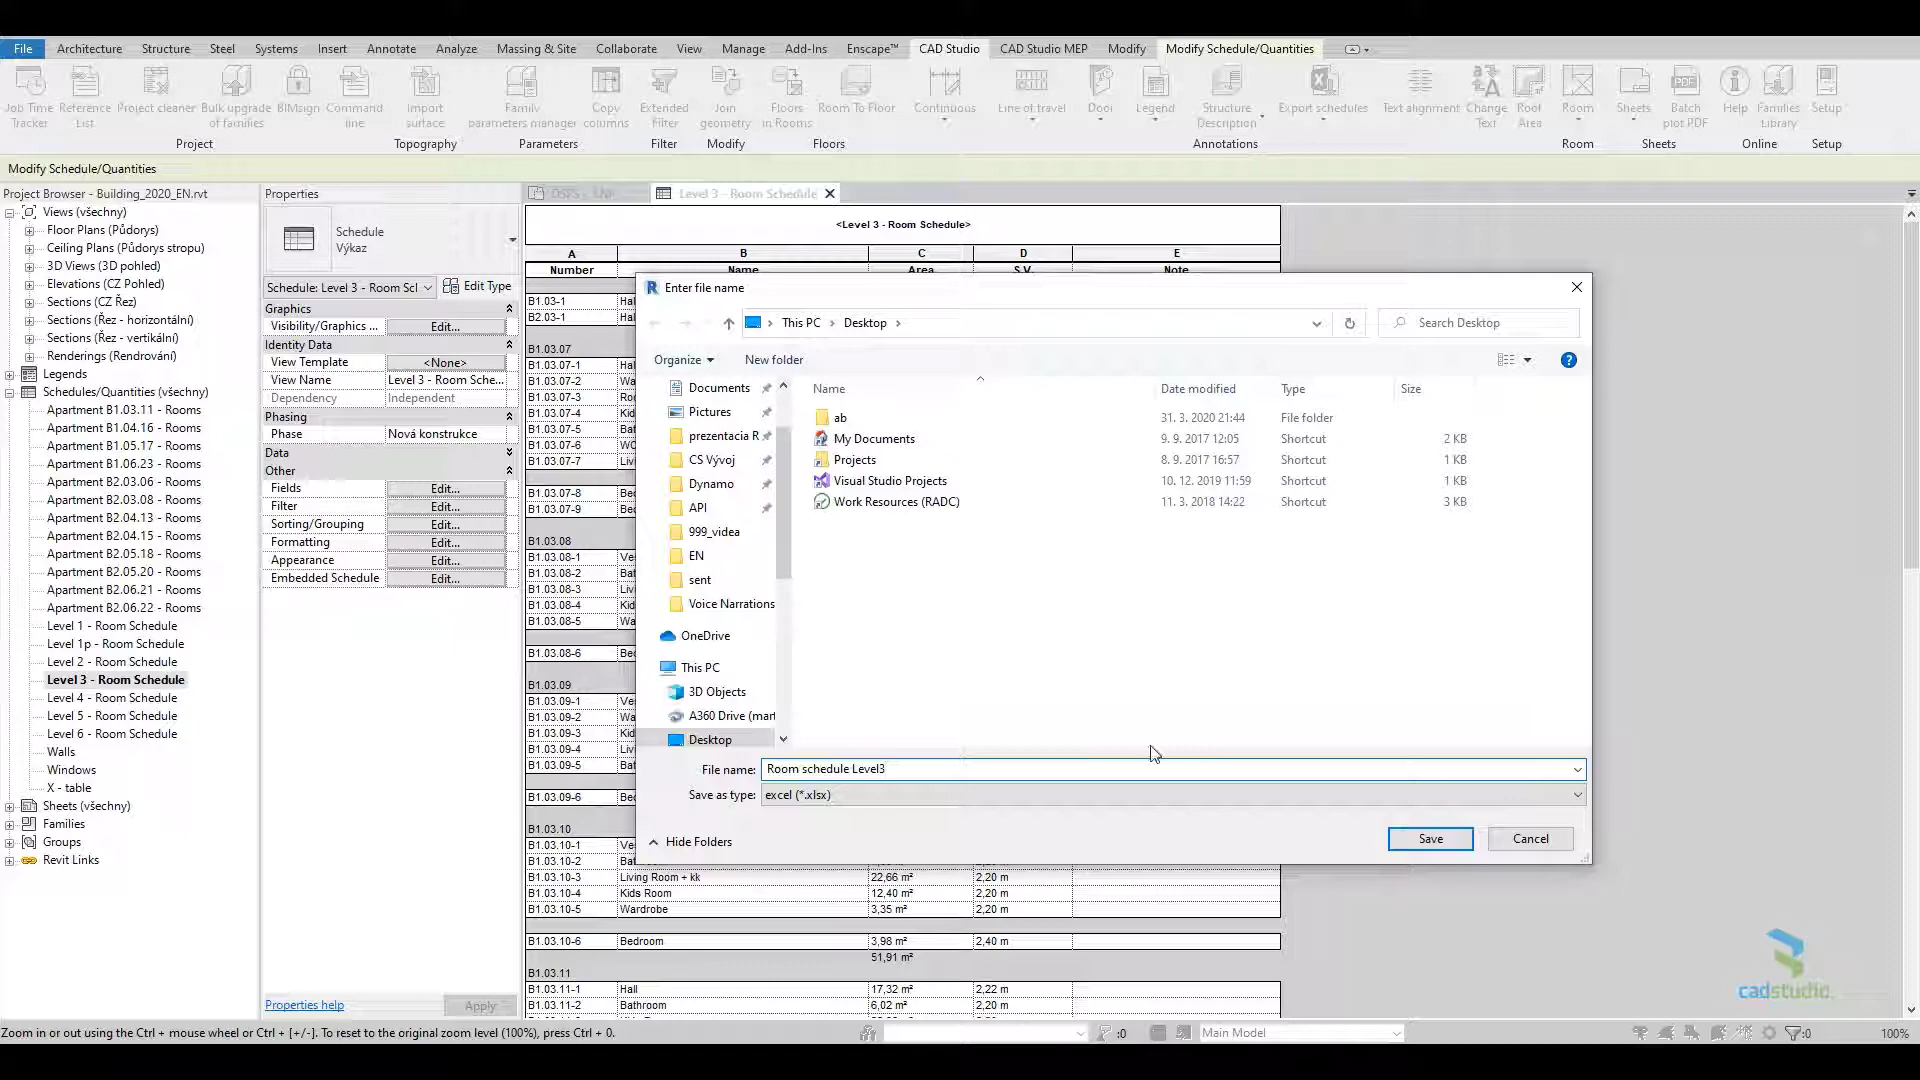 File Architecture Structure Steel Systems Insert Annotate Analyze Massing & Site Collaborate View Manage Add-Ins Enscape™ CAD Studio CAD Studio MEP Modify Modify Schedule/Quantities
Job Time Tracker
Reference List
Project cleaner
Bulk upgrade of families
BIMsign
Command line
Import surface
Family parameters manager
Copy columns
Extended Filter
Join geometry
Floors in Rooms
Room To Floor
Continuous
Line of travel
Door
Legend
Structure Description
Export schedules
Text alignment
Change Text
Roof Area
Room
Sheets
Batch plot PDF
Help
Families Library
Setup
Project Topography Parameters Filter Modify Floors Annotations Room Sheets Online Setup
Modify Schedule/Quantities
Project Browser - Building_2020_EN.rvt
Views (všechny)
Floor Plans (Půdorys)
Ceiling Plans (Půdorys stropu)
3D Views (3D pohled)
Elevations (CZ Pohled)
Sections (CZ Řez)
Sections (Řez - horizontální)
Sections (Řez - vertikální)
Renderings (Rendrování)
Legends
Schedules/Quantities (všechny)
Apartment B1.03.11 - Rooms
Apartment B1.04.16 - Rooms
Apartment B1.05.17 - Rooms
Apartment B1.06.23 - Rooms
Apartment B2.03.06 - Rooms
Apartment B2.03.08 - Rooms
Apartment B2.04.13 - Rooms
Apartment B2.04.15 - Rooms
Apartment B2.05.18 - Rooms
Apartment B2.05.20 - Rooms
Apartment B2.06.21 - Rooms
Apartment B2.06.22 - Rooms
Level 1 - Room Schedule
Level 1p - Room Schedule
Level 2 - Room Schedule
Level 3 - Room Schedule
Level 4 - Room Schedule
Level 5 - Room Schedule
Level 6 - Room Schedule
Walls
Windows
X - table
Sheets (všechny)
Families
Groups
Revit Links
Properties
Schedule
Výkaz
Schedule: Level 3 - Room Scl Edit Type
Graphics
Visibility/Graphics ... Edit...
Identity Data
View Template <None>
View Name Level 3 - Room Sche...
Dependency Independent
Phasing
Phase Nová konstrukce
Data
Other
Fields Edit...
Filter Edit...
Sorting/Grouping Edit...
Formatting Edit...
Appearance Edit...
Embedded Schedule Edit...
Properties help Apply
Level 3 - Room Schedule
<Level 3 - Room Schedule>
A B C D E
Number Name Area S.V. Note
B1.03-1 Hal
B2.03-1 Hal
B1.03.07
B1.03.07-1 Hal
B1.03.07-2 Wa
B1.03.07-3 Ro
B1.03.07-4 Kid
B1.03.07-5 Bat
B1.03.07-6 WC
B1.03.07-7 Livi
B1.03.07-8 Bed
B1.03.07-9 Bed
B1.03.08
B1.03.08-1 Ves
B1.03.08-2 Bat
B1.03.08-3 Livi
B1.03.08-4 Kid
B1.03.08-5 Wa
B1.03.08-6 Bed
B1.03.09
B1.03.09-1 Ves
B1.03.09-2 Wa
B1.03.09-3 Kid
B1.03.09-4 Livi
B1.03.09-5 Bat
B1.03.09-6 Bed
B1.03.10
B1.03.10-1 Ves
B1.03.10-2 Bat
B1.03.10-3 Living Room + kk 22,66 m² 2,20 m
B1.03.10-4 Kids Room 12,40 m² 2,20 m
B1.03.10-5 Wardrobe 3,35 m² 2,20 m
B1.03.10-6 Bedroom 3,98 m² 2,40 m
51,91 m²
B1.03.11
B1.03.11-1 Hall 17,32 m² 2,22 m
B1.03.11-2 Bathroom 6,02 m² 2,20 m
Enter file name
This PC Desktop
Search Desktop
Organize New folder
Documents
Pictures
prezentacia R
CS Vývoj
Dynamo
API
999_videa
EN
sent
Voice Narrations
OneDrive
This PC
3D Objects
A360 Drive (mart
Desktop
Name Date modified Type Size
ab 31. 3. 2020 21:44 File folder
My Documents 9. 9. 2017 12:05 Shortcut 2 KB
Projects 8. 9. 2017 16:57 Shortcut 1 KB
Visual Studio Projects 10. 12. 2019 11:59 Shortcut 1 KB
Work Resources (RADC) 11. 3. 2018 14:22 Shortcut 3 KB
File name: Room schedule Level3
Save as type: excel (*.xlsx)
Hide Folders Save Cancel
cadstudio
Zoom in or out using the Ctrl + mouse wheel or Ctrl + [+/-]. To reset to the original zoom level (100%), press Ctrl + 0. :0 Main Model :0 100%